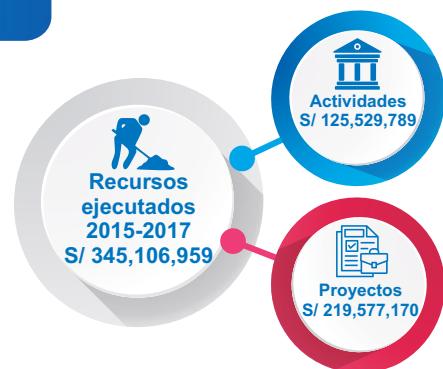 Recursos
ejecutados
2015-2017
S/ 345,106,959
Actividades
S/ 125,529,789
Proyectos
S/ 219,577,170